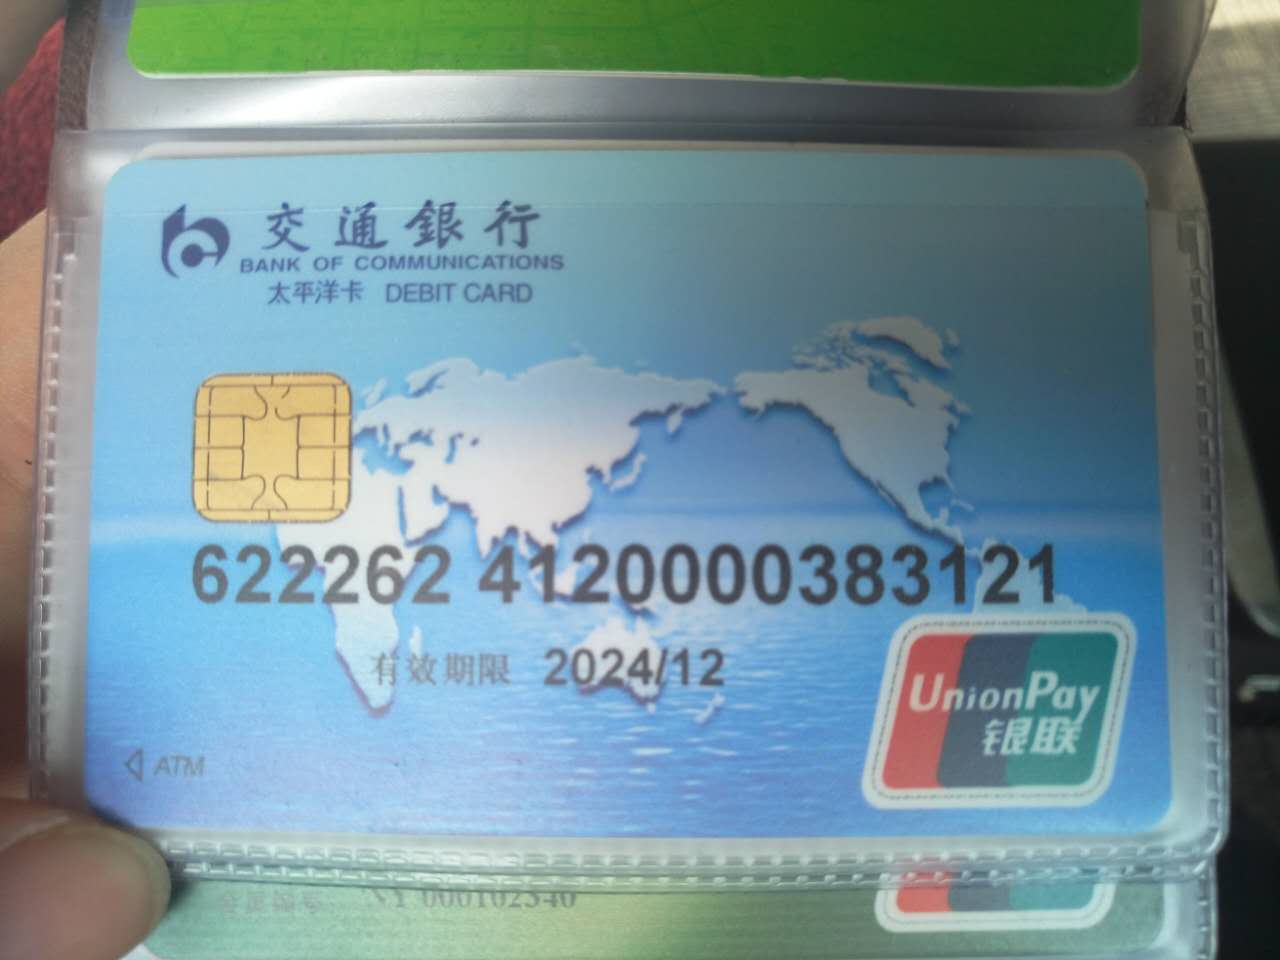 交通銀行
BANK OF COMMUNICATIONS
太平洋卡 DEBIT CARD
622262 4120000383121
有效期限 2024/12
UnionPay
银联
ATM